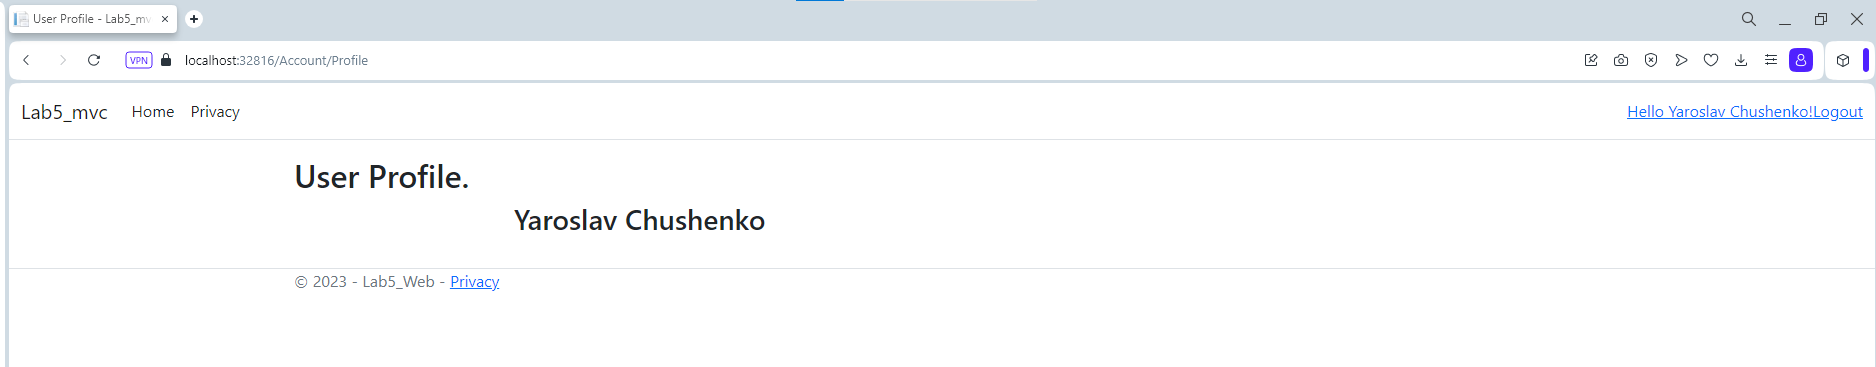 User Profile - Lab5_mv
VPN localhost:32816/Account/Profile
Lab5_mvc Home Privacy Hello Yaroslav Chushenko!Logout
User Profile.
Yaroslav Chushenko
© 2023 - Lab5_Web - Privacy